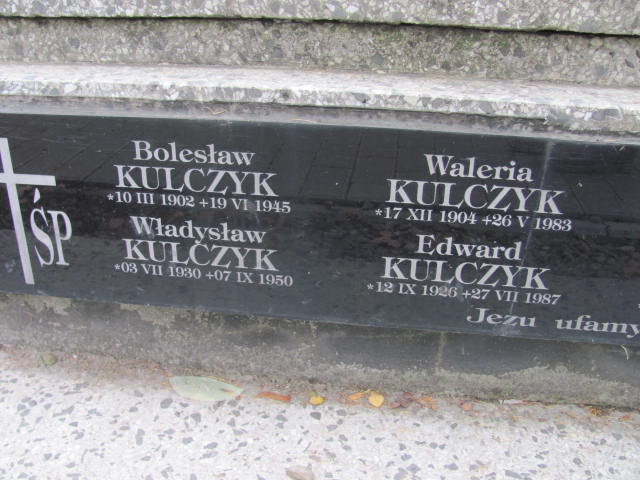 ŚP
Bolesław
KULCZYK
*10 III 1902 +19 VI 1945
Władysław
KULCZYK
*03 VII 1930 +07 IX 1950
Waleria
KULCZYK
*17 XII 1904 +26 V 1983
Edward
KULCZYK
*12 IX 1926 +27 VII 1987
Jezu ufamy